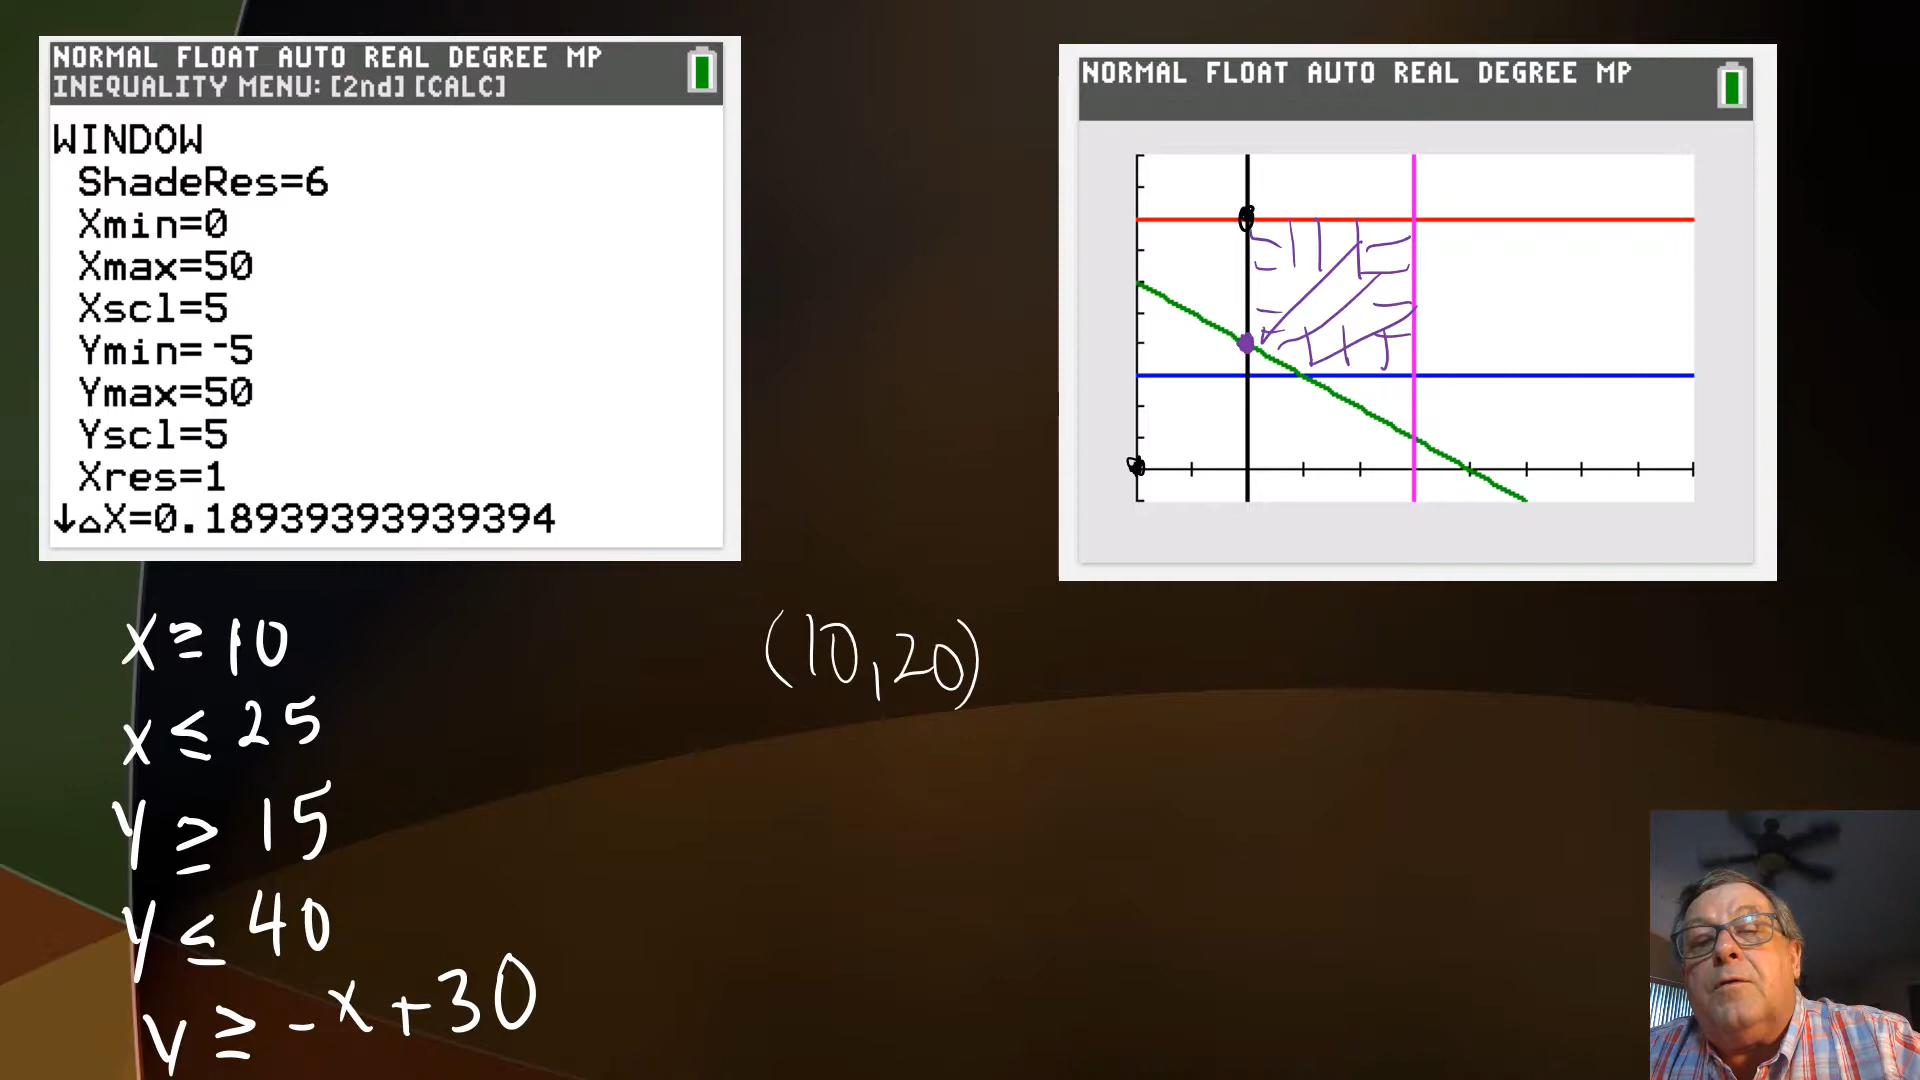 NORMAL FLOAT AUTO REAL DEGREE MP
INEQUALITY MENU: [2nd] [CALC]
WINDOW
ShadeRes=6
Xmin=0
Xmax=50
Xscl=5
Ymin=-5
Ymax=50
Yscl=5
Xres=1
↓△X=0.18939393939394
NORMAL FLOAT AUTO REAL DEGREE MP
x ≥ 10
x ≤ 25
y ≥ 15
y ≤ 40
y ≥ -x+30
(10,20)